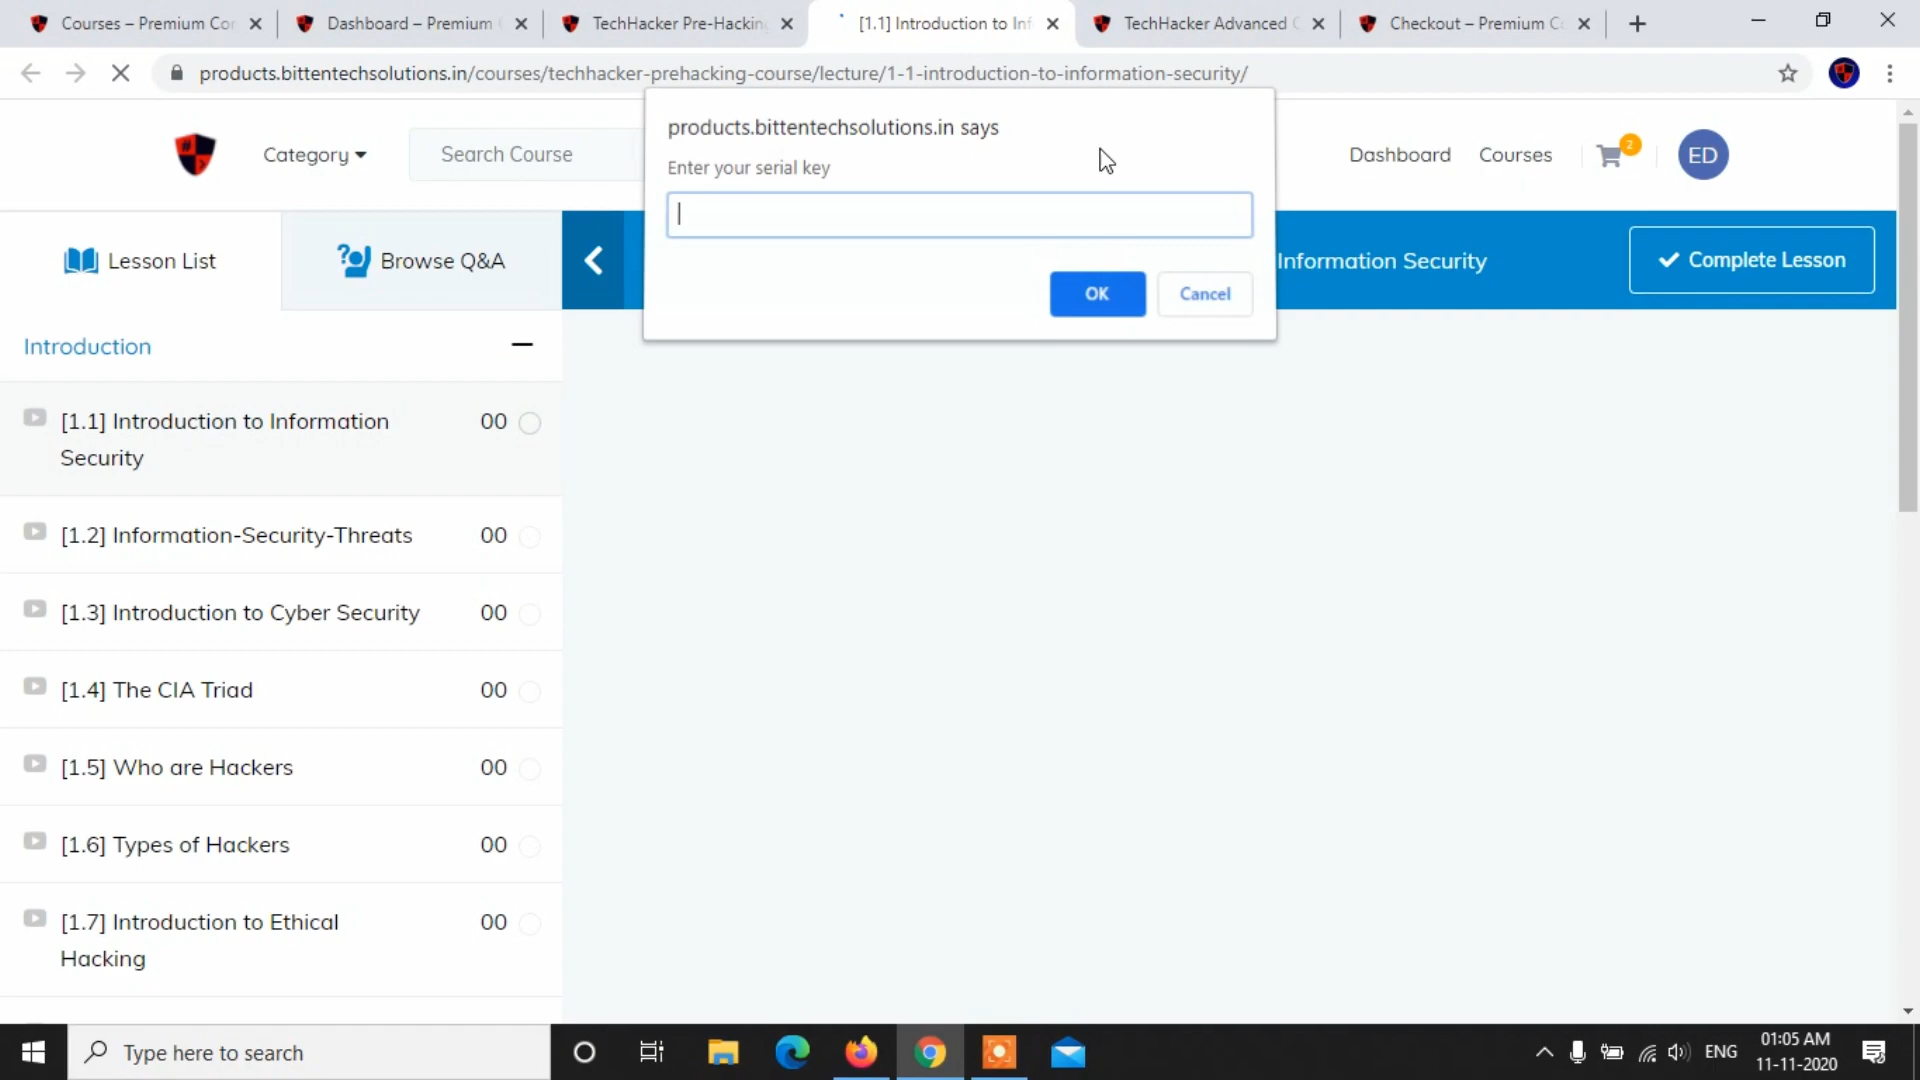 Courses – Premium Co
Dashboard – Premium
TechHacker Pre-Hackin
[1.1] Introduction to Inf
TechHacker Advanced
Checkout – Premium C
products.bittentechsolutions.in/courses/techhacker-prehacking-course/lecture/1-1-introduction-to-information-security/
products.bittentechsolutions.in says
Enter your serial key
OK
Cancel
Category
Search Course
Dashboard
Courses
2
ED
Lesson List
Browse Q&A
Information Security
Complete Lesson
Introduction
[1.1] Introduction to Information
Security
00
[1.2] Information-Security-Threats
00
[1.3] Introduction to Cyber Security
00
[1.4] The CIA Triad
00
[1.5] Who are Hackers
00
[1.6] Types of Hackers
00
[1.7] Introduction to Ethical
Hacking
00
Type here to search
ENG
01:05 AM
11-11-2020